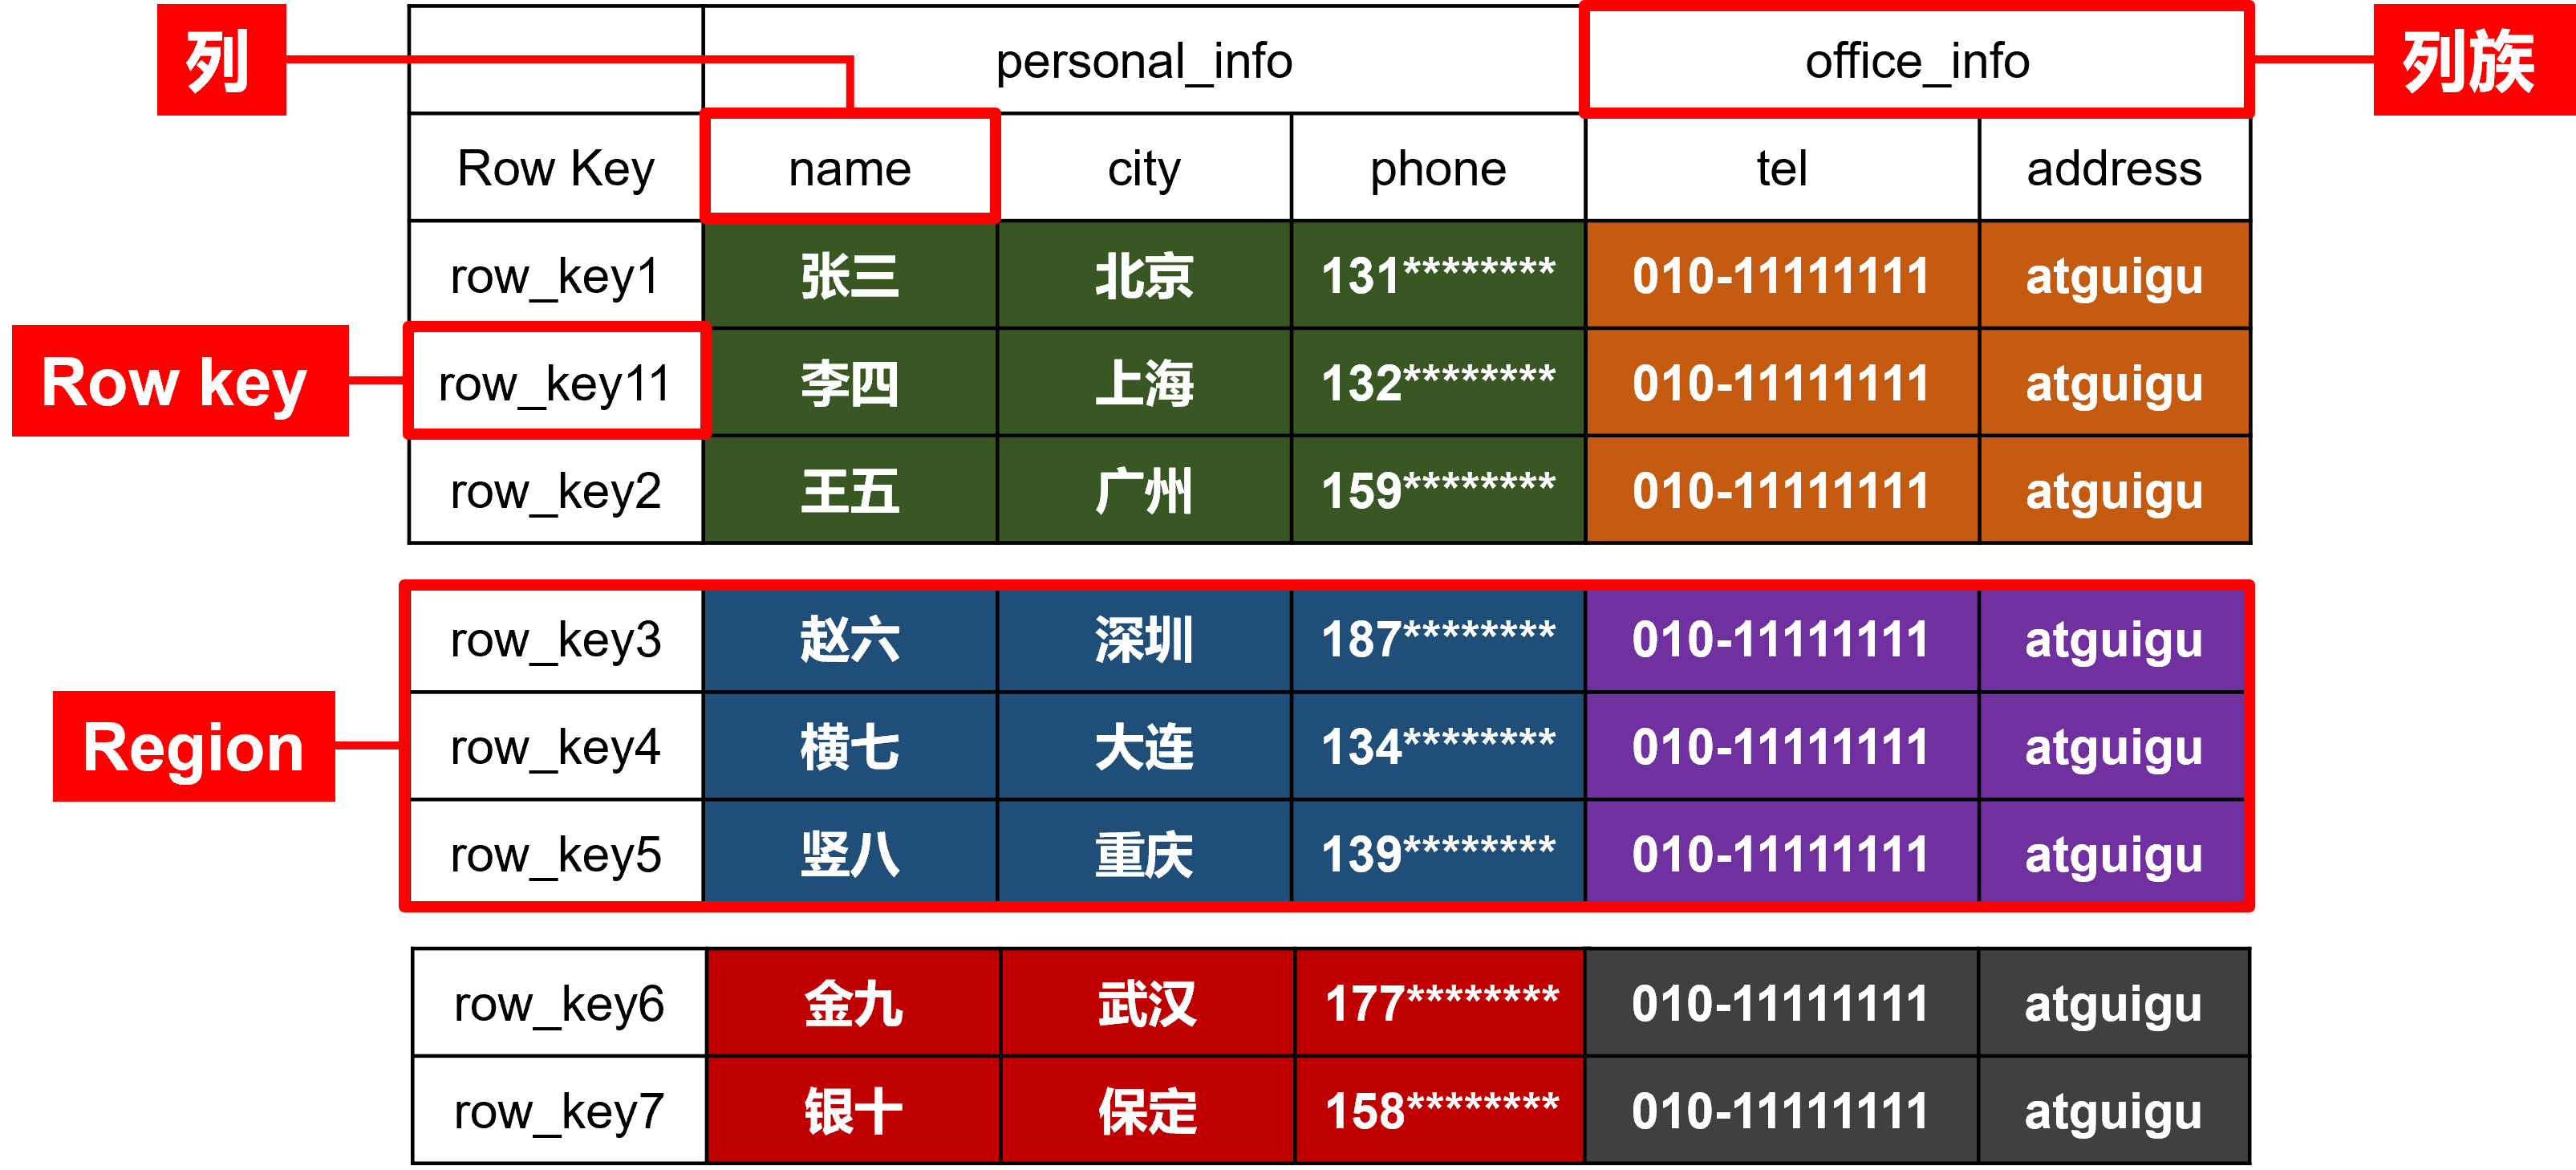 列 personal_info office_info 列族
Row Key name city phone tel address
row_key1 张三 北京 131******** 010-11111111 atguigu
Row key row_key11 李四 上海 132******** 010-11111111 atguigu
row_key2 王五 广州 159******** 010-11111111 atguigu
row_key3 赵六 深圳 187******** 010-11111111 atguigu
Region row_key4 横七 大连 134******** 010-11111111 atguigu
row_key5 竖八 重庆 139******** 010-11111111 atguigu
row_key6 金九 武汉 177******** 010-11111111 atguigu
row_key7 银十 保定 158******** 010-11111111 atguigu